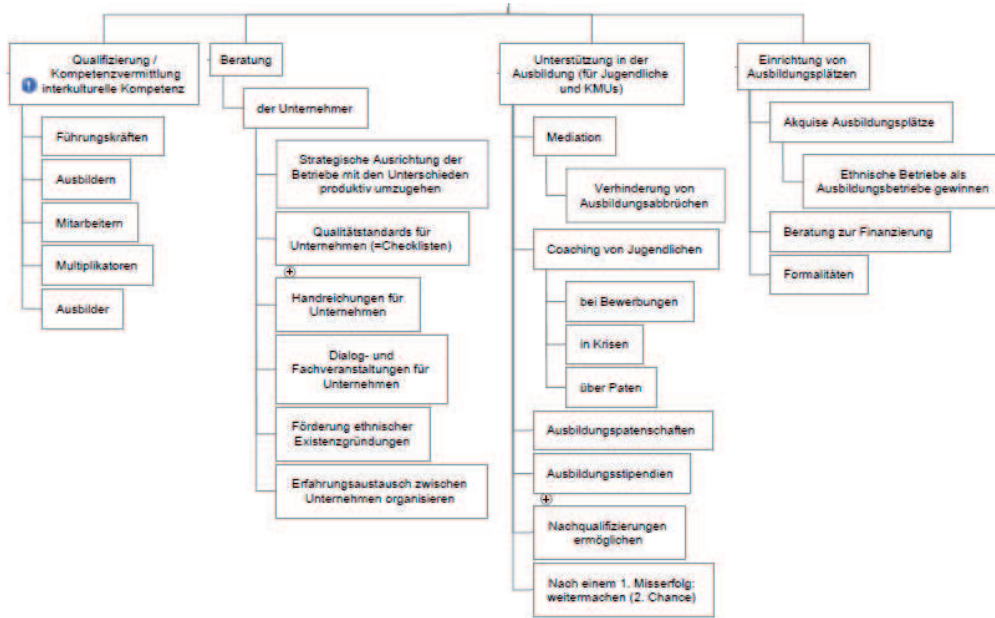 Qualifizierung /
Kompetenzvermittlung
interkulturelle Kompetenz
Führungskräften
Ausbildern
Mitarbeitern
Multiplikatoren
Ausbilder
Beratung
der Unternehmer
Strategische Ausrichtung der
Betriebe mit den Unterschieden
produktiv umzugehen
Qualitätstandards für
Unternehmen (=Checklisten)
Handreichungen für
Unternehmen
Dialog- und
Fachveranstaltungen für
Unternehmen
Förderung ethnischer
Existenzgründungen
Erfahrungsaustausch zwischen
Unternehmen organisieren
Unterstützung in der
Ausbildung (für Jugendliche
und KMUs)
Mediation
Verhinderung von
Ausbildungsabbrüchen
Coaching von Jugendlichen
bei Bewerbungen
in Krisen
über Paten
Ausbildungspatenschaften
Ausbildungsstipendien
Nachqualifizierungen
ermöglichen
Nach einem 1. Misserfolg:
weitermachen (2. Chance)
Einrichtung von
Ausbildungsplätzen
Akquise Ausbildungsplätze
Ethnische Betriebe als
Ausbildungsbetriebe gewinnen
Beratung zur Finanzierung
Formalitäten